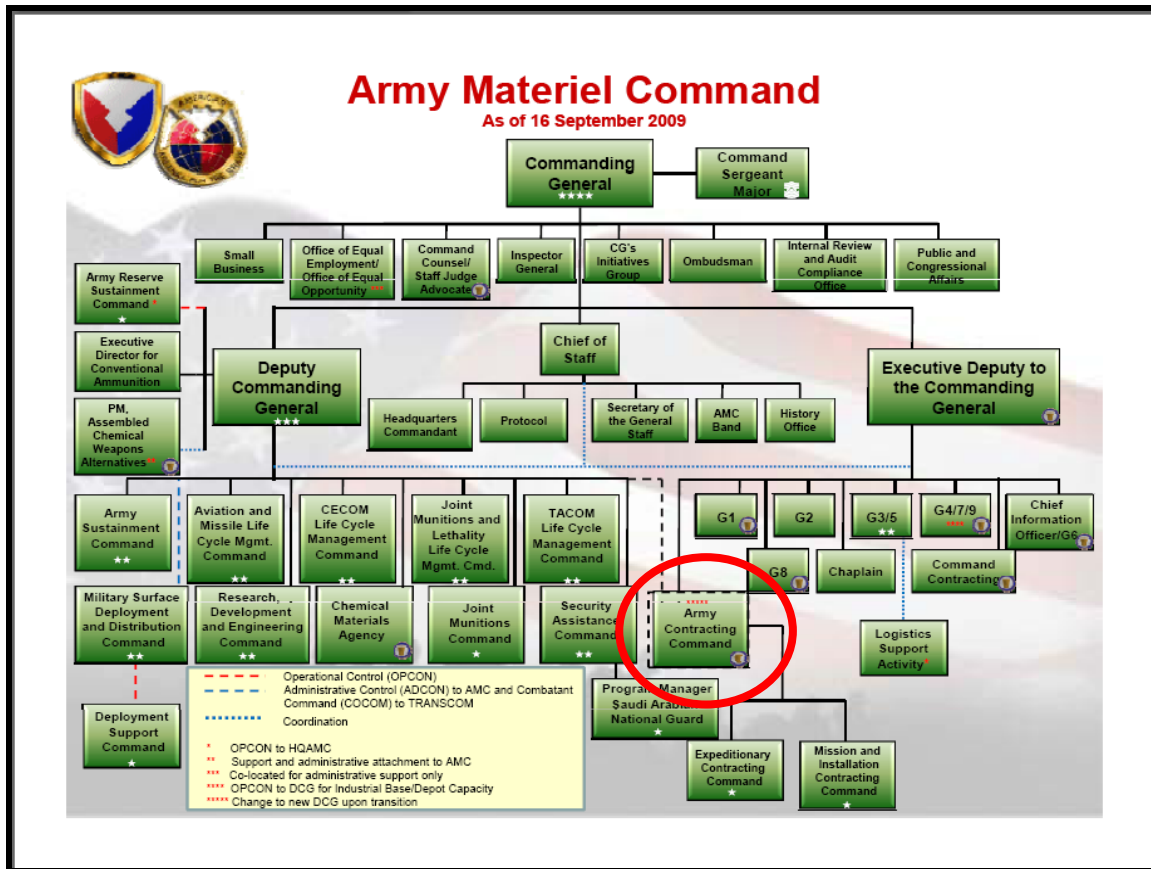 Army Materiel Command
As of 16 September 2009
Commanding
General
Command
Sergeant
Major
Small
Business
Office of Equal
Employment/
Office of Equal
Opportunity ***
Command
Counsel/
Staff Judge
Advocate
Inspector
General
CG's
Initiatives
Group
Ombudsman
Internal Review
and Audit
Compliance
Office
Public and
Congressional
Affairs
Army Reserve
Sustainment
Command *
Executive
Director for
Conventional
Ammunition
PM,
Assembled
Chemical
Weapons
Alternatives**
Deputy
Commanding
General
Chief of
Staff
Executive Deputy to
the Commanding
General
Headquarters
Commandant
Protocol
Secretary of
the General
Staff
AMC
Band
History
Office
Army
Sustainment
Command
Aviation and
Missile Life
Cycle Mgmt.
Command
CECOM
Life Cycle
Management
Command
Joint
Munitions and
Lethality
Life Cycle
Mgmt. Cmd.
TACOM
Life Cycle
Management
Command
G1
G2
G3/5
G4/7/9
****
Chief
Information
Officer/G6
G8
Chaplain
Command
Contracting
Military Surface
Deployment
and Distribution
Command
Research,
Development
and Engineering
Command
Chemical
Materials
Agency
Joint
Munitions
Command
Security
Assistance
Command
*****
Army
Contracting
Command
Logistics
Support
Activity*
Deployment
Support
Command
Program Manager
Saudi Arabian
National Guard
Expeditionary
Contracting
Command
Mission and
Installation
Contracting
Command
Operational Control (OPCON)
Administrative Control (ADCON) to AMC and Combatant
Command (COCOM) to TRANSCOM
Coordination
* OPCON to HQAMC
** Support and administrative attachment to AMC
*** Co-located for administrative support only
**** OPCON to DCG for Industrial Base/Depot Capacity
***** Change to new DCG upon transition